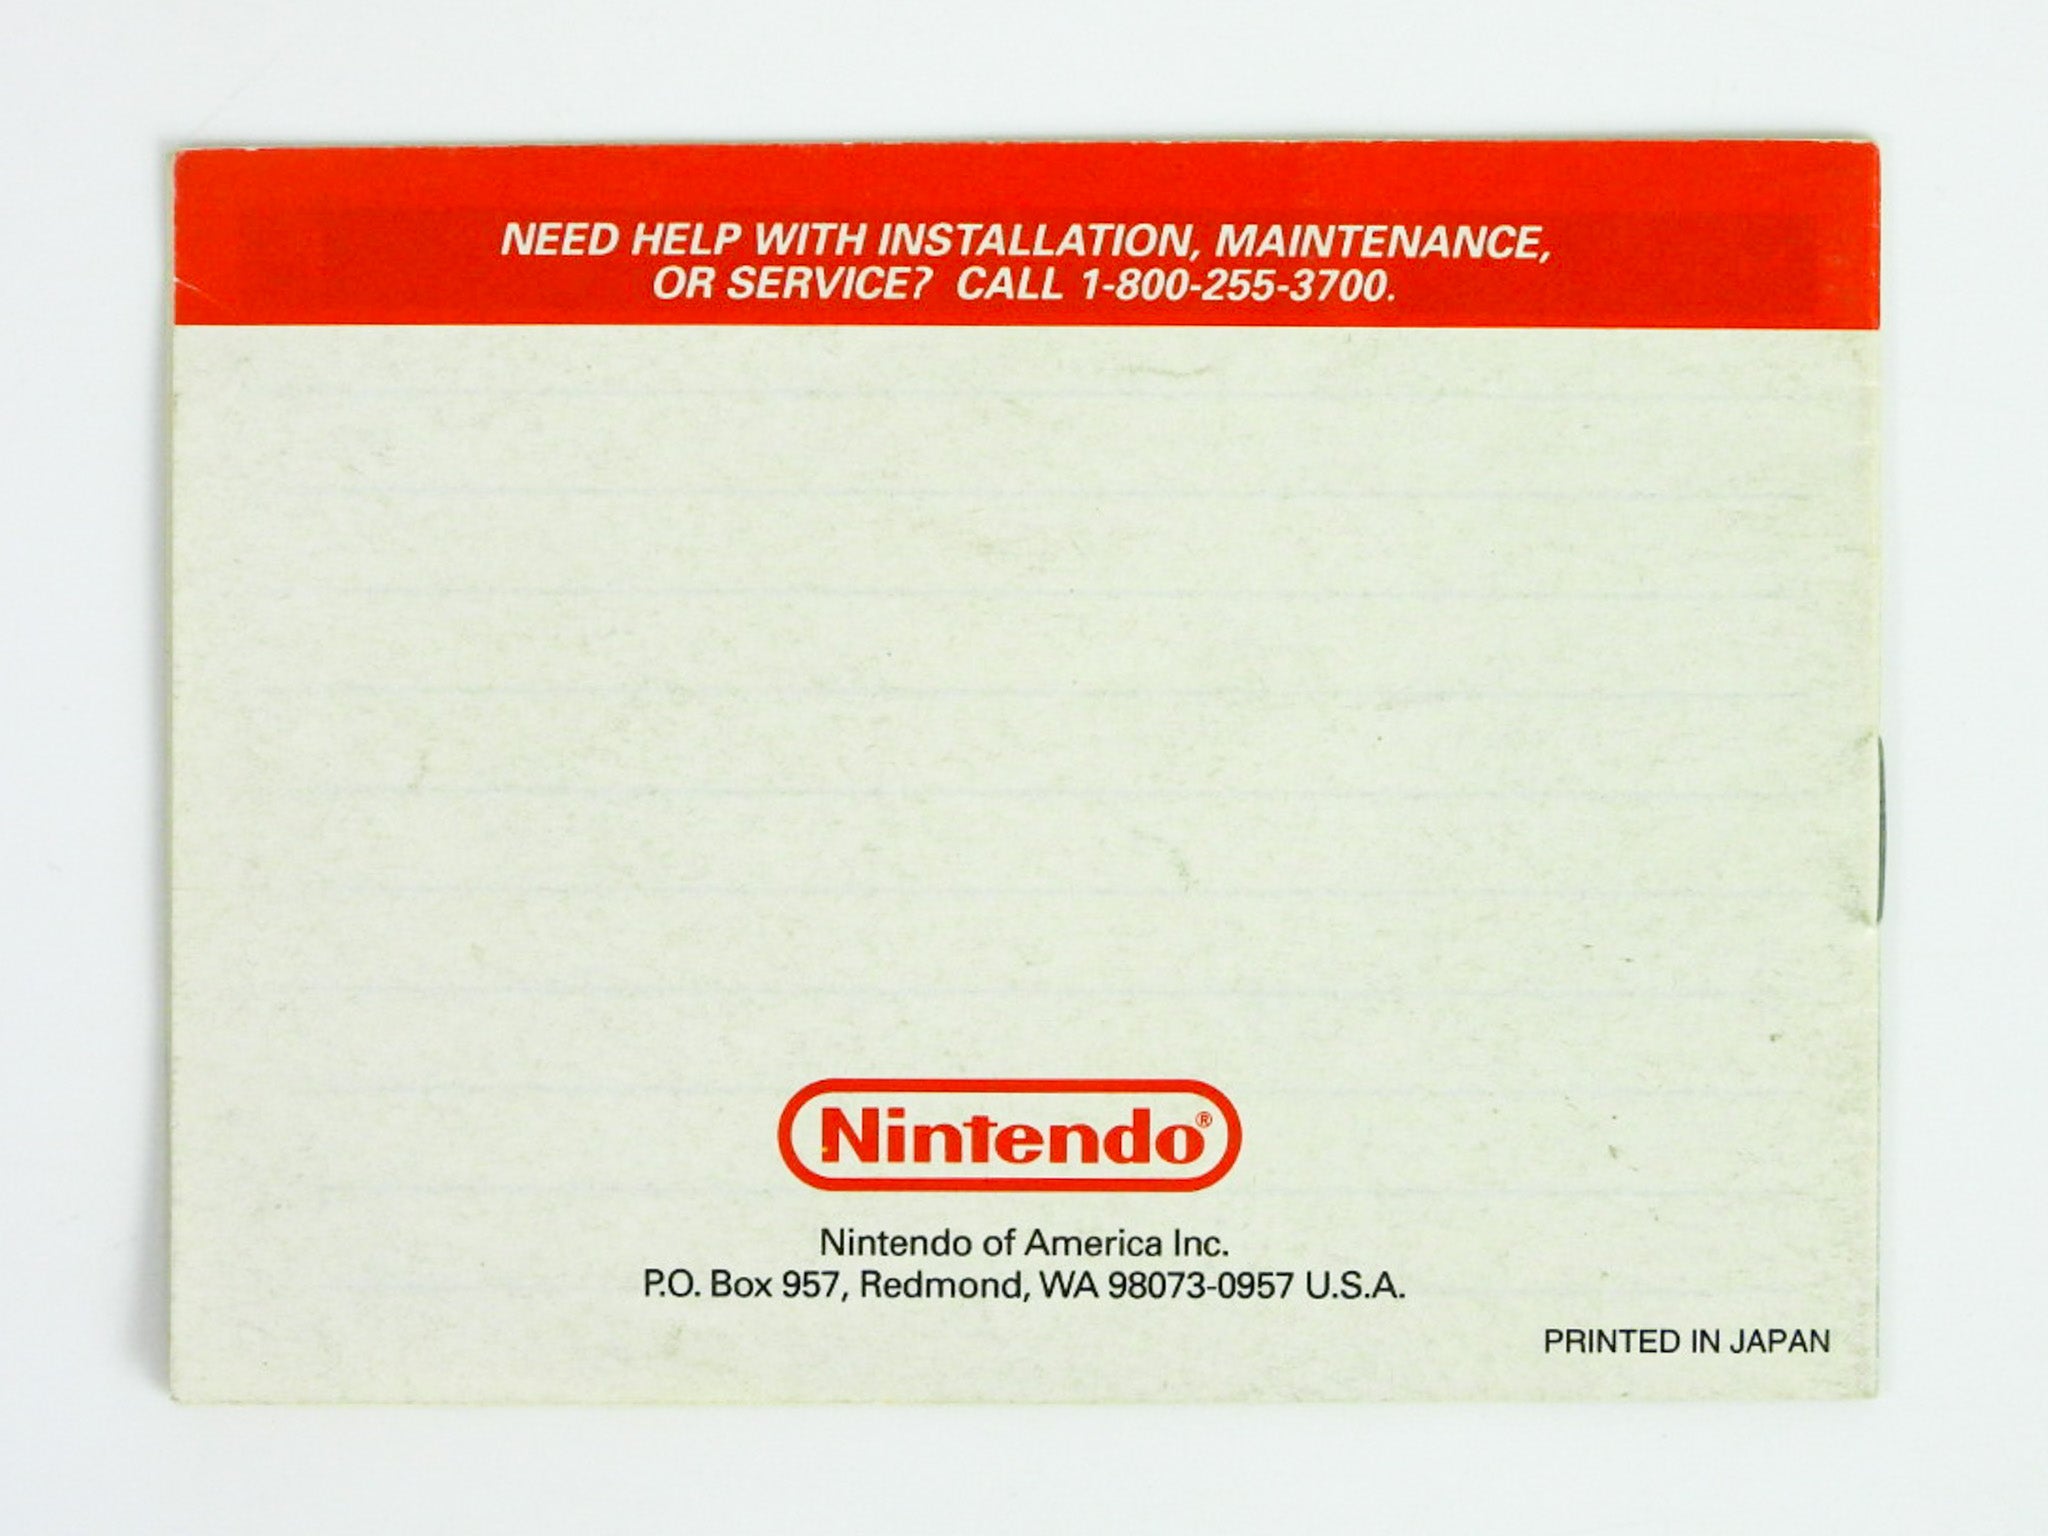 NEED HELP WITH INSTALLATION, MAINTENANCE,
OR SERVICE? CALL 1-800-255-3700.
Nintendo®
Nintendo of America Inc.
P.O. Box 957, Redmond, WA 98073-0957 U.S.A.
PRINTED IN JAPAN